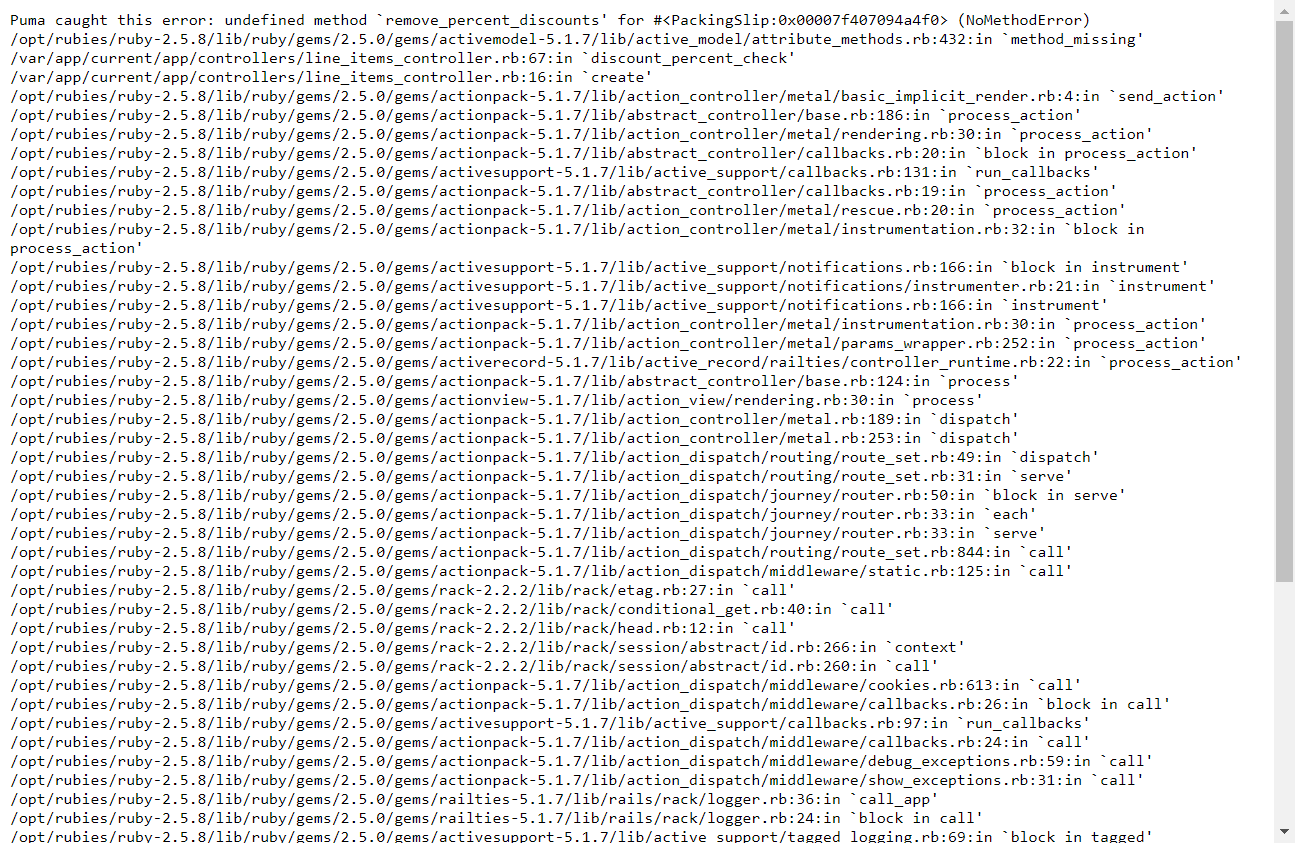 Puma caught this error: undefined method `remove_percent_discounts' for #<PackingSlip:0x00007f407094a4f0> (NoMethodError)
/opt/rubies/ruby-2.5.8/lib/ruby/gems/2.5.0/gems/activemodel-5.1.7/lib/active_model/attribute_methods.rb:432:in `method_missing'
/var/app/current/app/controllers/line_items_controller.rb:67:in `discount_percent_check'
/var/app/current/app/controllers/line_items_controller.rb:16:in `create'
/opt/rubies/ruby-2.5.8/lib/ruby/gems/2.5.0/gems/actionpack-5.1.7/lib/action_controller/metal/basic_implicit_render.rb:4:in `send_action'
/opt/rubies/ruby-2.5.8/lib/ruby/gems/2.5.0/gems/actionpack-5.1.7/lib/abstract_controller/base.rb:186:in `process_action'
/opt/rubies/ruby-2.5.8/lib/ruby/gems/2.5.0/gems/actionpack-5.1.7/lib/action_controller/metal/rendering.rb:30:in `process_action'
/opt/rubies/ruby-2.5.8/lib/ruby/gems/2.5.0/gems/actionpack-5.1.7/lib/abstract_controller/callbacks.rb:20:in `block in process_action'
/opt/rubies/ruby-2.5.8/lib/ruby/gems/2.5.0/gems/activesupport-5.1.7/lib/active_support/callbacks.rb:131:in `run_callbacks'
/opt/rubies/ruby-2.5.8/lib/ruby/gems/2.5.0/gems/actionpack-5.1.7/lib/abstract_controller/callbacks.rb:19:in `process_action'
/opt/rubies/ruby-2.5.8/lib/ruby/gems/2.5.0/gems/actionpack-5.1.7/lib/action_controller/metal/rescue.rb:20:in `process_action'
/opt/rubies/ruby-2.5.8/lib/ruby/gems/2.5.0/gems/actionpack-5.1.7/lib/action_controller/metal/instrumentation.rb:32:in `block in
process_action'
/opt/rubies/ruby-2.5.8/lib/ruby/gems/2.5.0/gems/activesupport-5.1.7/lib/active_support/notifications.rb:166:in `block in instrument'
/opt/rubies/ruby-2.5.8/lib/ruby/gems/2.5.0/gems/activesupport-5.1.7/lib/active_support/notifications/instrumenter.rb:21:in `instrument'
/opt/rubies/ruby-2.5.8/lib/ruby/gems/2.5.0/gems/activesupport-5.1.7/lib/active_support/notifications.rb:166:in `instrument'
/opt/rubies/ruby-2.5.8/lib/ruby/gems/2.5.0/gems/actionpack-5.1.7/lib/action_controller/metal/instrumentation.rb:30:in `process_action'
/opt/rubies/ruby-2.5.8/lib/ruby/gems/2.5.0/gems/actionpack-5.1.7/lib/action_controller/metal/params_wrapper.rb:252:in `process_action'
/opt/rubies/ruby-2.5.8/lib/ruby/gems/2.5.0/gems/activerecord-5.1.7/lib/active_record/railties/controller_runtime.rb:22:in `process_action'
/opt/rubies/ruby-2.5.8/lib/ruby/gems/2.5.0/gems/actionpack-5.1.7/lib/abstract_controller/base.rb:124:in `process'
/opt/rubies/ruby-2.5.8/lib/ruby/gems/2.5.0/gems/actionview-5.1.7/lib/action_view/rendering.rb:30:in `process'
/opt/rubies/ruby-2.5.8/lib/ruby/gems/2.5.0/gems/actionpack-5.1.7/lib/action_controller/metal.rb:189:in `dispatch'
/opt/rubies/ruby-2.5.8/lib/ruby/gems/2.5.0/gems/actionpack-5.1.7/lib/action_controller/metal.rb:253:in `dispatch'
/opt/rubies/ruby-2.5.8/lib/ruby/gems/2.5.0/gems/actionpack-5.1.7/lib/action_dispatch/routing/route_set.rb:49:in `dispatch'
/opt/rubies/ruby-2.5.8/lib/ruby/gems/2.5.0/gems/actionpack-5.1.7/lib/action_dispatch/routing/route_set.rb:31:in `serve'
/opt/rubies/ruby-2.5.8/lib/ruby/gems/2.5.0/gems/actionpack-5.1.7/lib/action_dispatch/journey/router.rb:50:in `block in serve'
/opt/rubies/ruby-2.5.8/lib/ruby/gems/2.5.0/gems/actionpack-5.1.7/lib/action_dispatch/journey/router.rb:33:in `each'
/opt/rubies/ruby-2.5.8/lib/ruby/gems/2.5.0/gems/actionpack-5.1.7/lib/action_dispatch/journey/router.rb:33:in `serve'
/opt/rubies/ruby-2.5.8/lib/ruby/gems/2.5.0/gems/actionpack-5.1.7/lib/action_dispatch/routing/route_set.rb:844:in `call'
/opt/rubies/ruby-2.5.8/lib/ruby/gems/2.5.0/gems/actionpack-5.1.7/lib/action_dispatch/middleware/static.rb:125:in `call'
/opt/rubies/ruby-2.5.8/lib/ruby/gems/2.5.0/gems/rack-2.2.2/lib/rack/etag.rb:27:in `call'
/opt/rubies/ruby-2.5.8/lib/ruby/gems/2.5.0/gems/rack-2.2.2/lib/rack/conditional_get.rb:40:in `call'
/opt/rubies/ruby-2.5.8/lib/ruby/gems/2.5.0/gems/rack-2.2.2/lib/rack/head.rb:12:in `call'
/opt/rubies/ruby-2.5.8/lib/ruby/gems/2.5.0/gems/rack-2.2.2/lib/rack/session/abstract/id.rb:266:in `context'
/opt/rubies/ruby-2.5.8/lib/ruby/gems/2.5.0/gems/rack-2.2.2/lib/rack/session/abstract/id.rb:260:in `call'
/opt/rubies/ruby-2.5.8/lib/ruby/gems/2.5.0/gems/actionpack-5.1.7/lib/action_dispatch/middleware/cookies.rb:613:in `call'
/opt/rubies/ruby-2.5.8/lib/ruby/gems/2.5.0/gems/actionpack-5.1.7/lib/action_dispatch/middleware/callbacks.rb:26:in `block in call'
/opt/rubies/ruby-2.5.8/lib/ruby/gems/2.5.0/gems/activesupport-5.1.7/lib/active_support/callbacks.rb:97:in `run_callbacks'
/opt/rubies/ruby-2.5.8/lib/ruby/gems/2.5.0/gems/actionpack-5.1.7/lib/action_dispatch/middleware/callbacks.rb:24:in `call'
/opt/rubies/ruby-2.5.8/lib/ruby/gems/2.5.0/gems/actionpack-5.1.7/lib/action_dispatch/middleware/debug_exceptions.rb:59:in `call'
/opt/rubies/ruby-2.5.8/lib/ruby/gems/2.5.0/gems/actionpack-5.1.7/lib/action_dispatch/middleware/show_exceptions.rb:31:in `call'
/opt/rubies/ruby-2.5.8/lib/ruby/gems/2.5.0/gems/railties-5.1.7/lib/rails/rack/logger.rb:36:in `call_app'
/opt/rubies/ruby-2.5.8/lib/ruby/gems/2.5.0/gems/railties-5.1.7/lib/rails/rack/logger.rb:24:in `block in call'
/opt/rubies/ruby-2.5.8/lib/ruby/gems/2.5.0/gems/activesupport-5.1.7/lib/active_support/tagged_logging.rb:69:in `block in tagged'